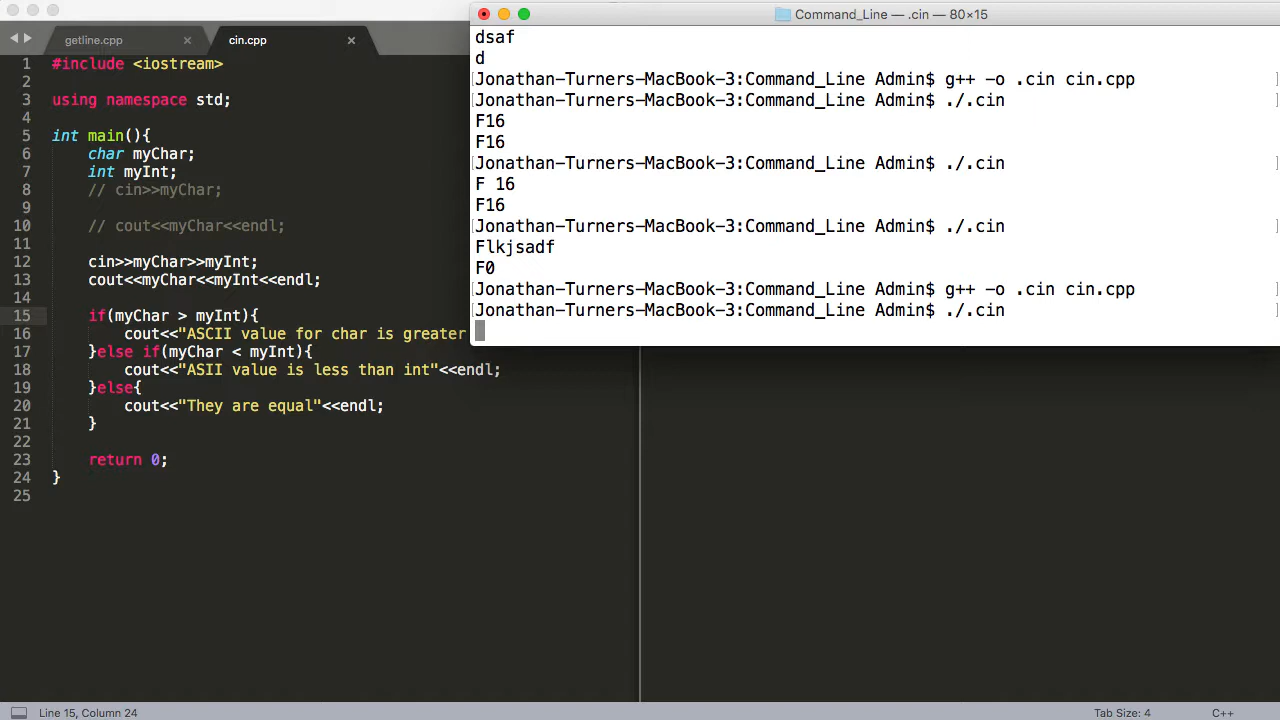 getline.cpp × cin.cpp ×
1 #include <iostream>
2
3 using namespace std;
4
5 int main(){
6 char myChar;
7 int myInt;
8 // cin>>myChar;
9
10 // cout<<myChar<<endl;
11
12 cin>>myChar>>myInt;
13 cout<<myChar<<myInt<<endl;
14
15 if(myChar > myInt){
16 cout<<"ASCII value for char is greater
17 }else if(myChar < myInt){
18 cout<<"ASII value is less than int"<<endl;
19 }else{
20 cout<<"They are equal"<<endl;
21 }
22
23 return 0;
24 }
25
Command_Line — .cin — 80×15
dsaf
d
[Jonathan-Turners-MacBook-3:Command_Line Admin$ g++ -o .cin cin.cpp ]
[Jonathan-Turners-MacBook-3:Command_Line Admin$ ./.cin ]
F16
F16
[Jonathan-Turners-MacBook-3:Command_Line Admin$ ./.cin ]
F 16
F16
[Jonathan-Turners-MacBook-3:Command_Line Admin$ ./.cin ]
Flkjsadf
F0
[Jonathan-Turners-MacBook-3:Command_Line Admin$ g++ -o .cin cin.cpp ]
[Jonathan-Turners-MacBook-3:Command_Line Admin$ ./.cin ]
Line 15, Column 24 Tab Size: 4 C++